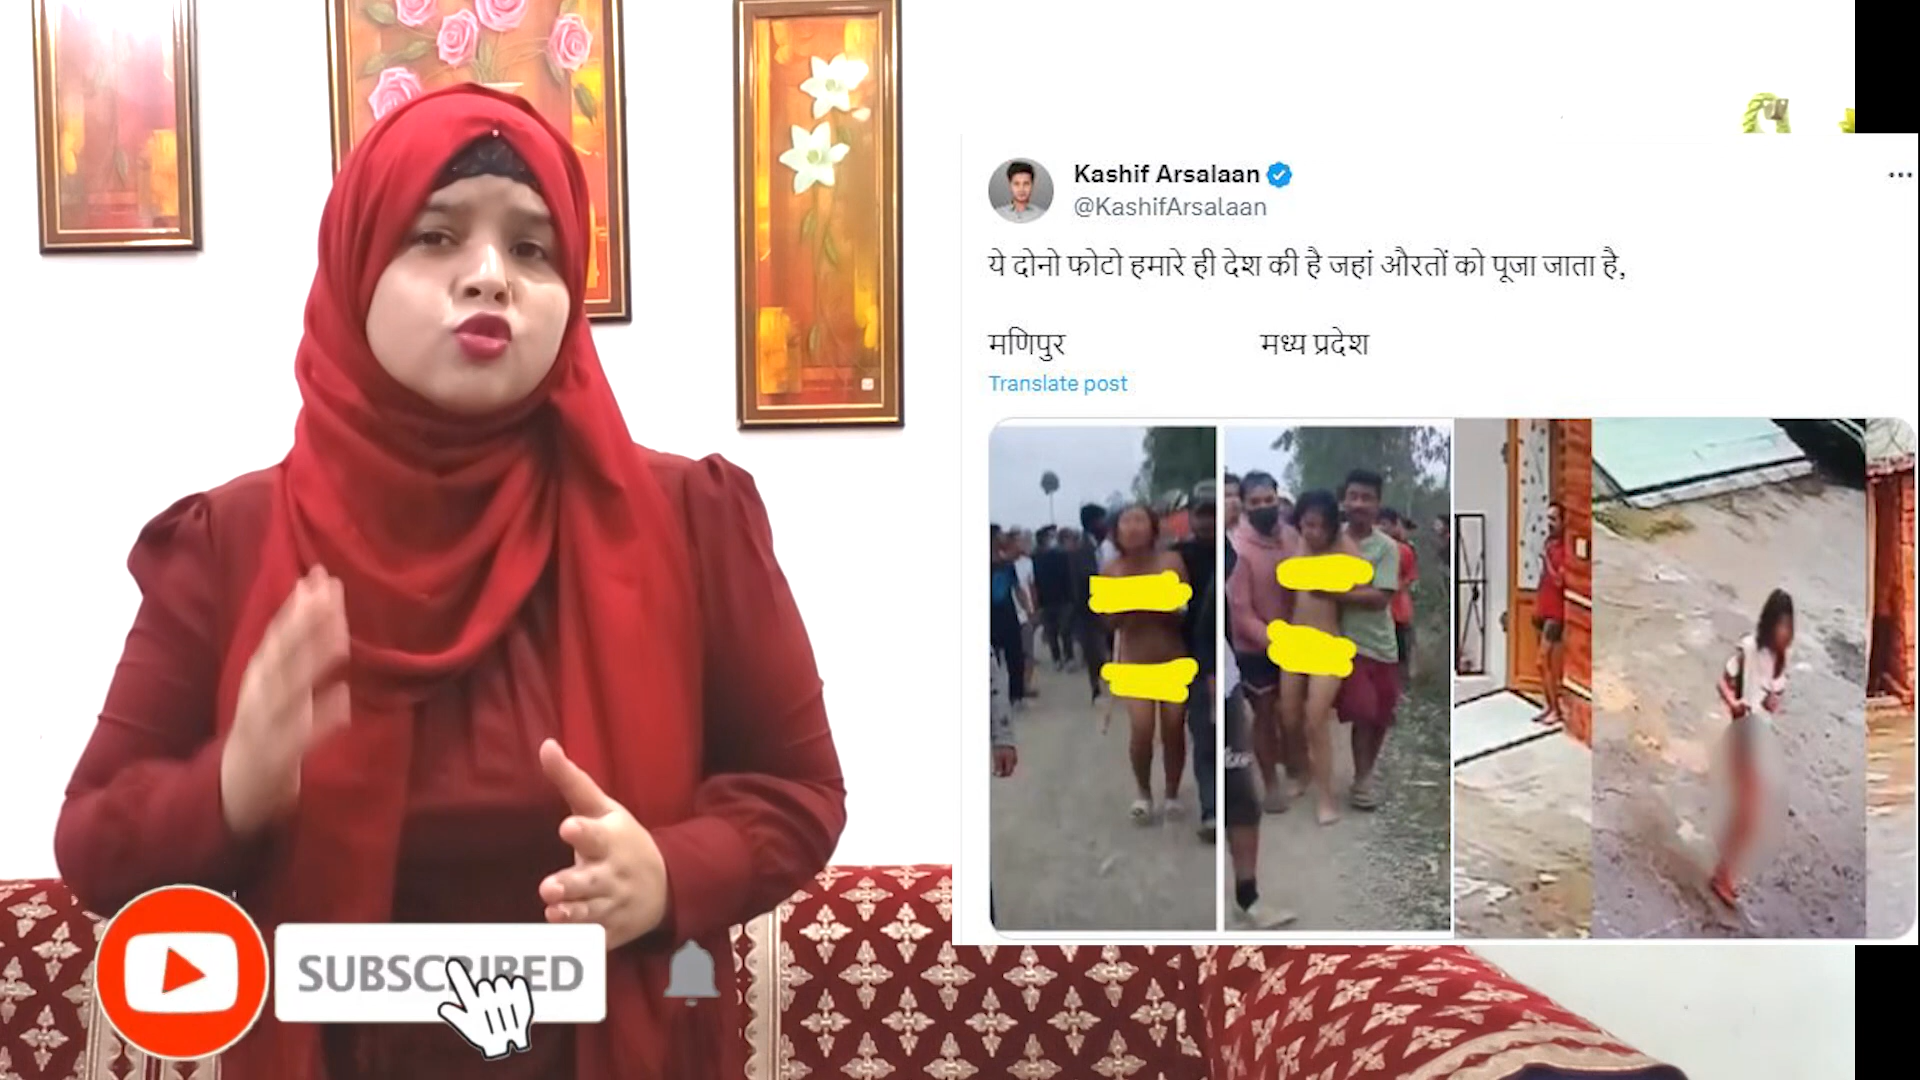 Kashif Arsalaan
@KashifArsalaan
ये दोनो फोटो हमारे ही देश की है जहां औरतों को पूजा जाता है,
मणिपुर मध्य प्रदेश
Translate post
SUBSCRIBED